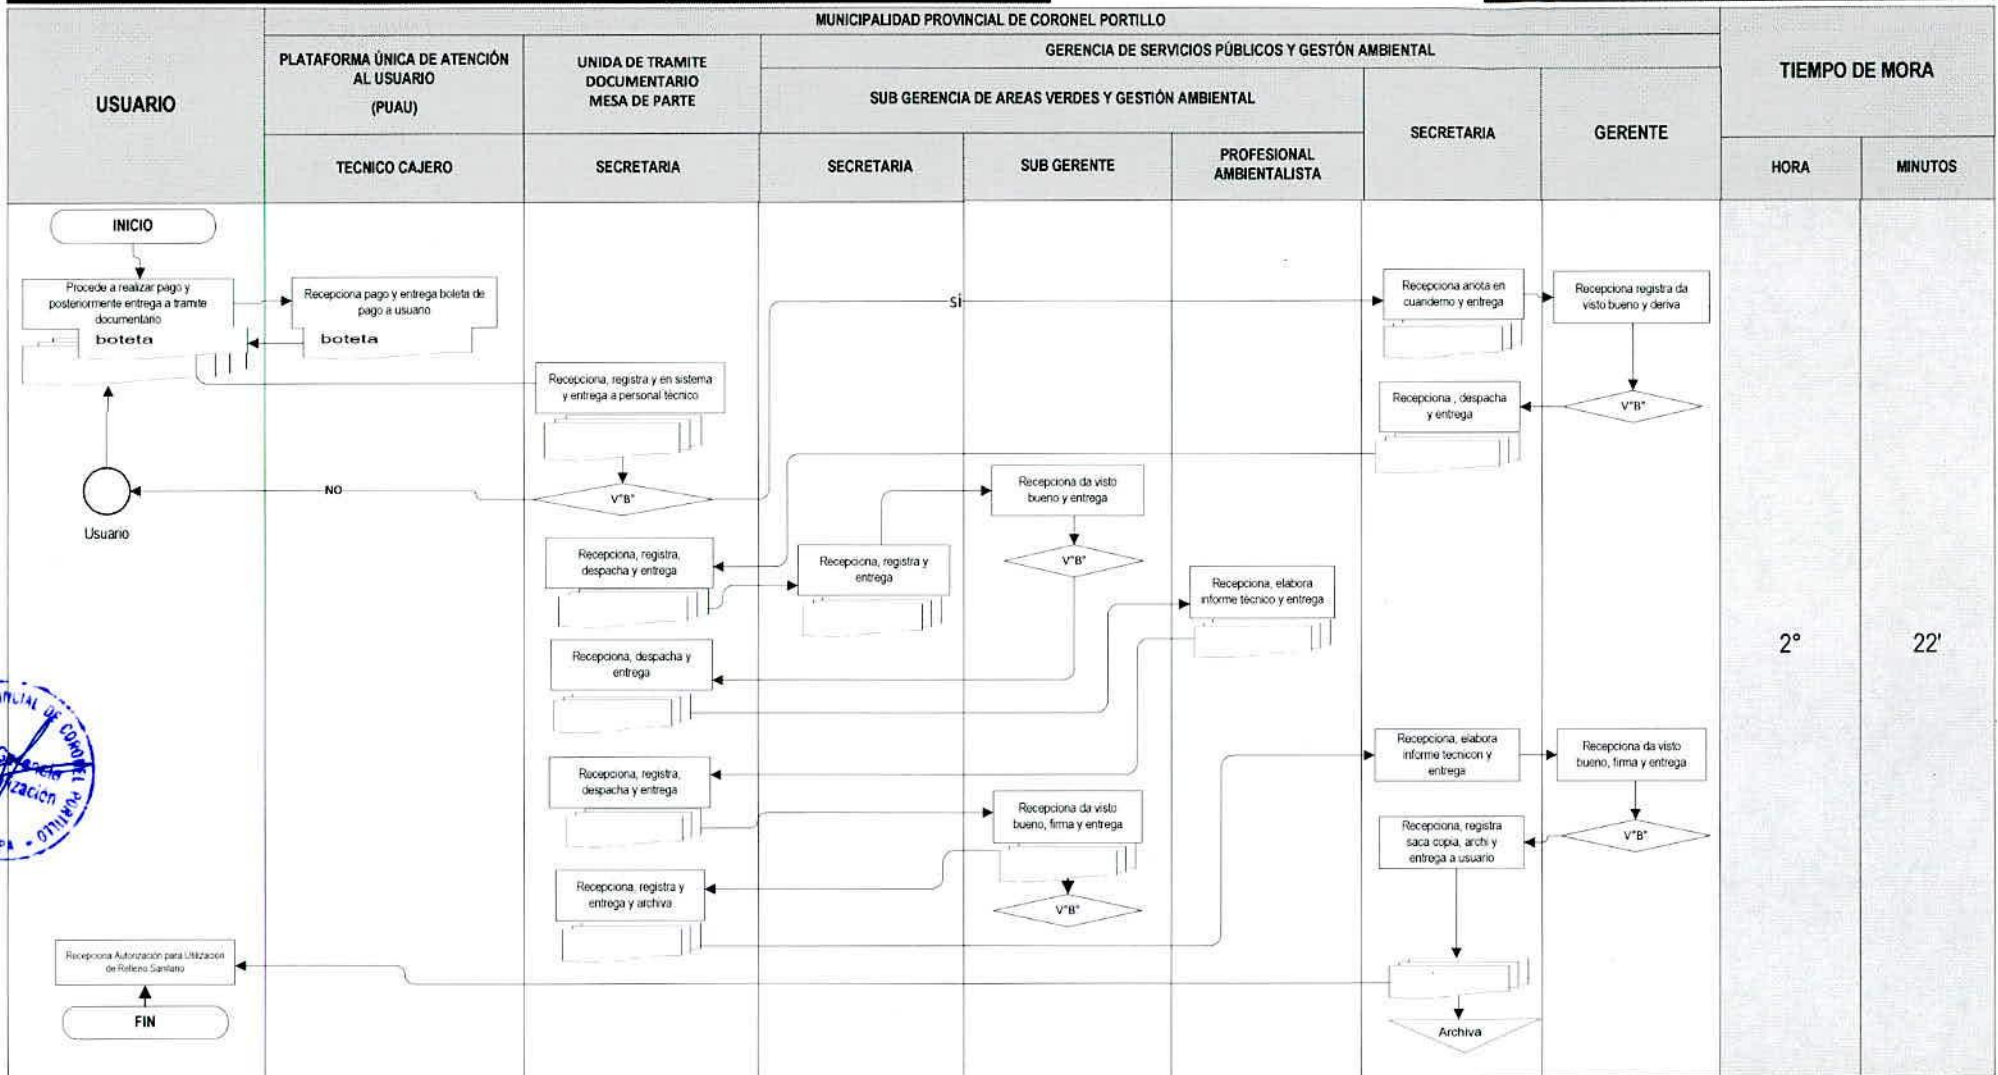 MUNICIPALIDAD PROVINCIAL DE CORONEL PORTILLO
USUARIO
PLATAFORMA ÚNICA DE ATENCIÓN
AL USUARIO
(PUAU)
UNIDA DE TRAMITE
DOCUMENTARIO
MESA DE PARTE
GERENCIA DE SERVICIOS PÚBLICOS Y GESTIÓN AMBIENTAL
SUB GERENCIA DE AREAS VERDES Y GESTIÓN AMBIENTAL
SECRETARIA
GERENTE
TIEMPO DE MORA
TECNICO CAJERO
SECRETARIA
SECRETARIA
SUB GERENTE
PROFESIONAL
AMBIENTALISTA
HORA
MINUTOS
INICIO
Procede a realizar pago y
posteriormente entrega a tramite
documentário
boteta
Recepciona pago y entrega boleta de
pago a usuario
boteta
Sí
Recepciona anota en
cuanderno y entrega
Recepciona registra da
visto bueno y deriva
Recepciona, registra y en sistema
y entrega a personal técnico
Recepciona , despacha
y entrega
V°B°
Usuario
NO
V°B°
Recepciona da visto
bueno y entrega
V°B°
Recepciona, registra,
despacha y entrega
Recepciona, registra y
entrega
Recepciona, elabora
informe técnico y entrega
Recepciona, despacha y
entrega
2°
22'
Recepciona, registra,
despacha y entrega
Recepciona da visto
bueno, firma y entrega
V°B°
Recepciona, elabora
informe tecnicon y
entrega
Recepciona da visto
bueno, firma y entrega
V°B°
Recepciona, registra
saca copia, archi y
entrega a usuario
Recepciona, registra y
entrega y archiva
Recepciona Autorización para Utilización
de Relleno Sanitario
FIN
Archiva
DE CORONEL PORTILLO